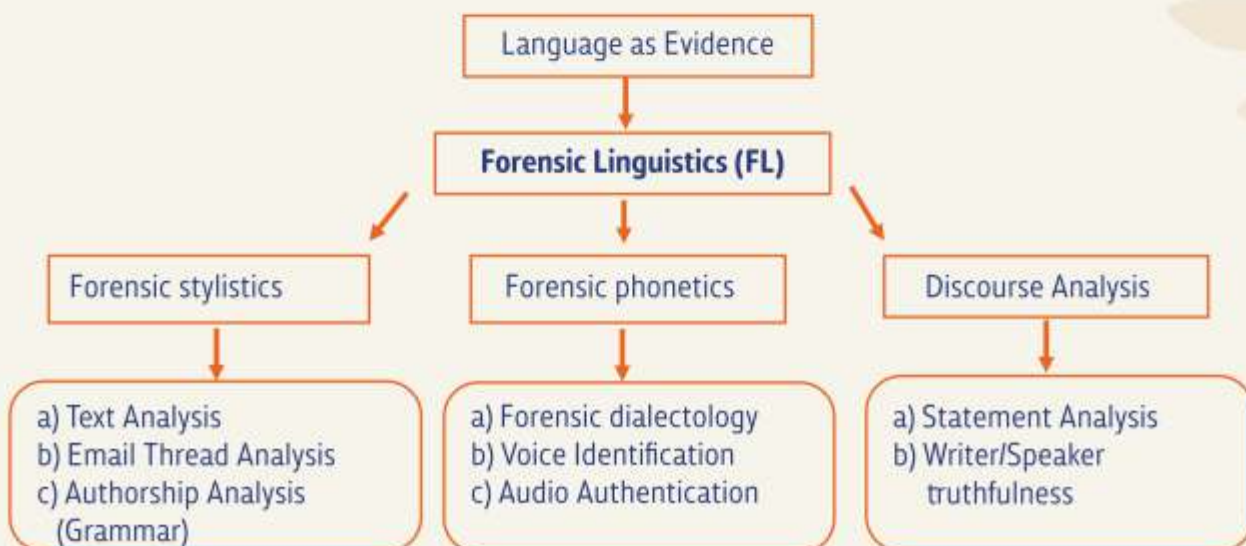 Language as Evidence
Forensic Linguistics (FL)
Forensic stylistics
Forensic phonetics
Discourse Analysis
a) Text Analysis
b) Email Thread Analysis
c) Authorship Analysis
(Grammar)
a) Forensic dialectology
b) Voice Identification
c) Audio Authentication
a) Statement Analysis
b) Writer/Speaker
truthfulness